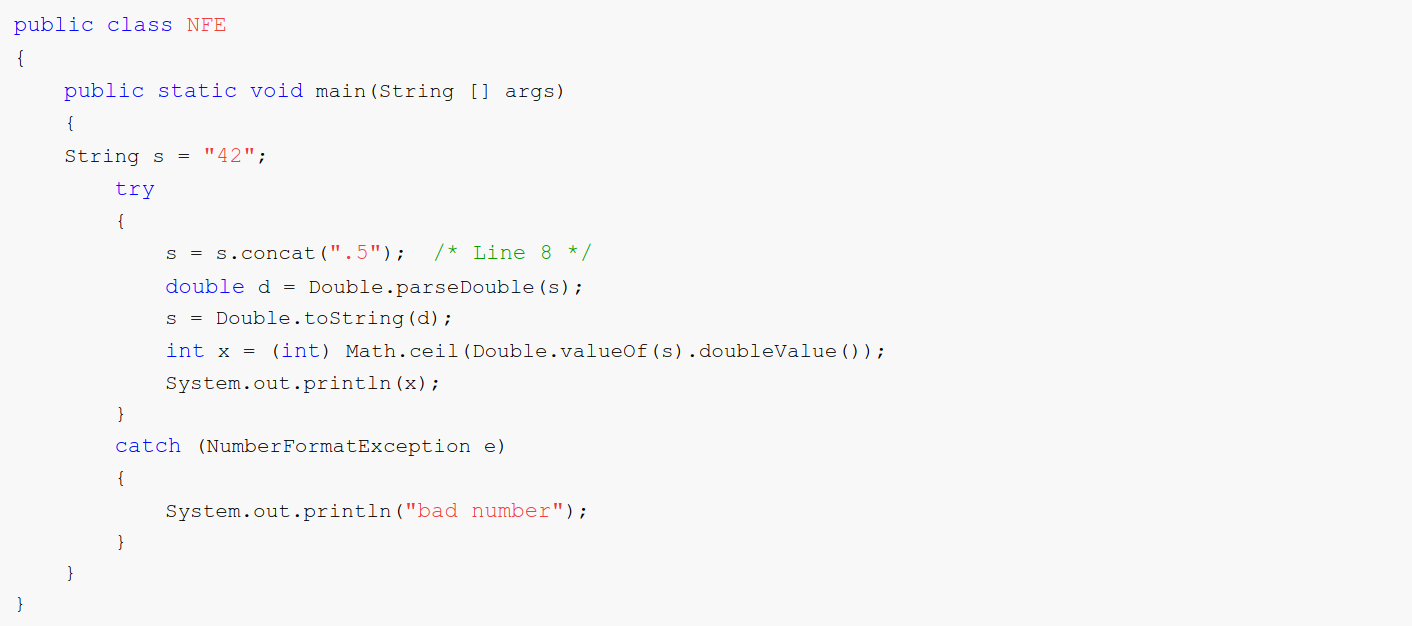 public class NFE
{
    public static void main(String [] args)
    {
    String s = "42";
        try
        {
            s = s.concat(".5");  /* Line 8 */
            double d = Double.parseDouble(s);
            s = Double.toString(d);
            int x = (int) Math.ceil(Double.valueOf(s).doubleValue());
            System.out.println(x);
        }
        catch (NumberFormatException e)
        {
            System.out.println("bad number");
        }
    }
}